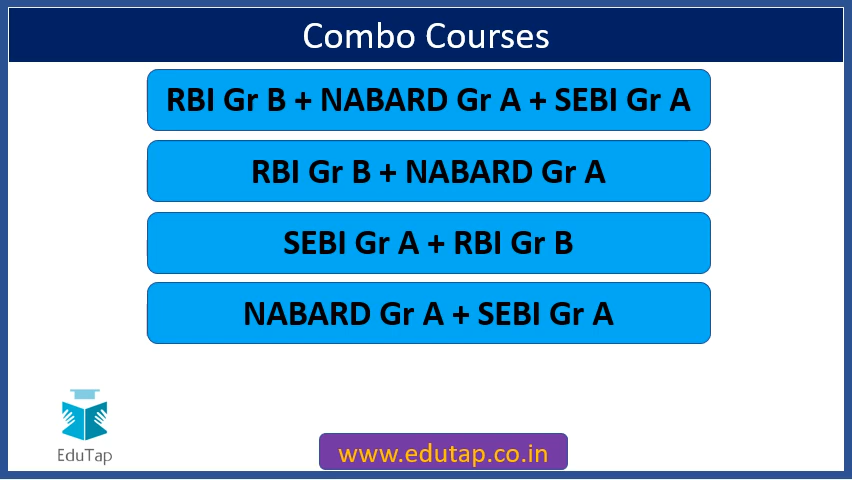 Combo Courses
RBI Gr B + NABARD Gr A + SEBI Gr A
RBI Gr B + NABARD Gr A
SEBI Gr A + RBI Gr B
NABARD Gr A + SEBI Gr A
EduTap
www.edutap.co.in